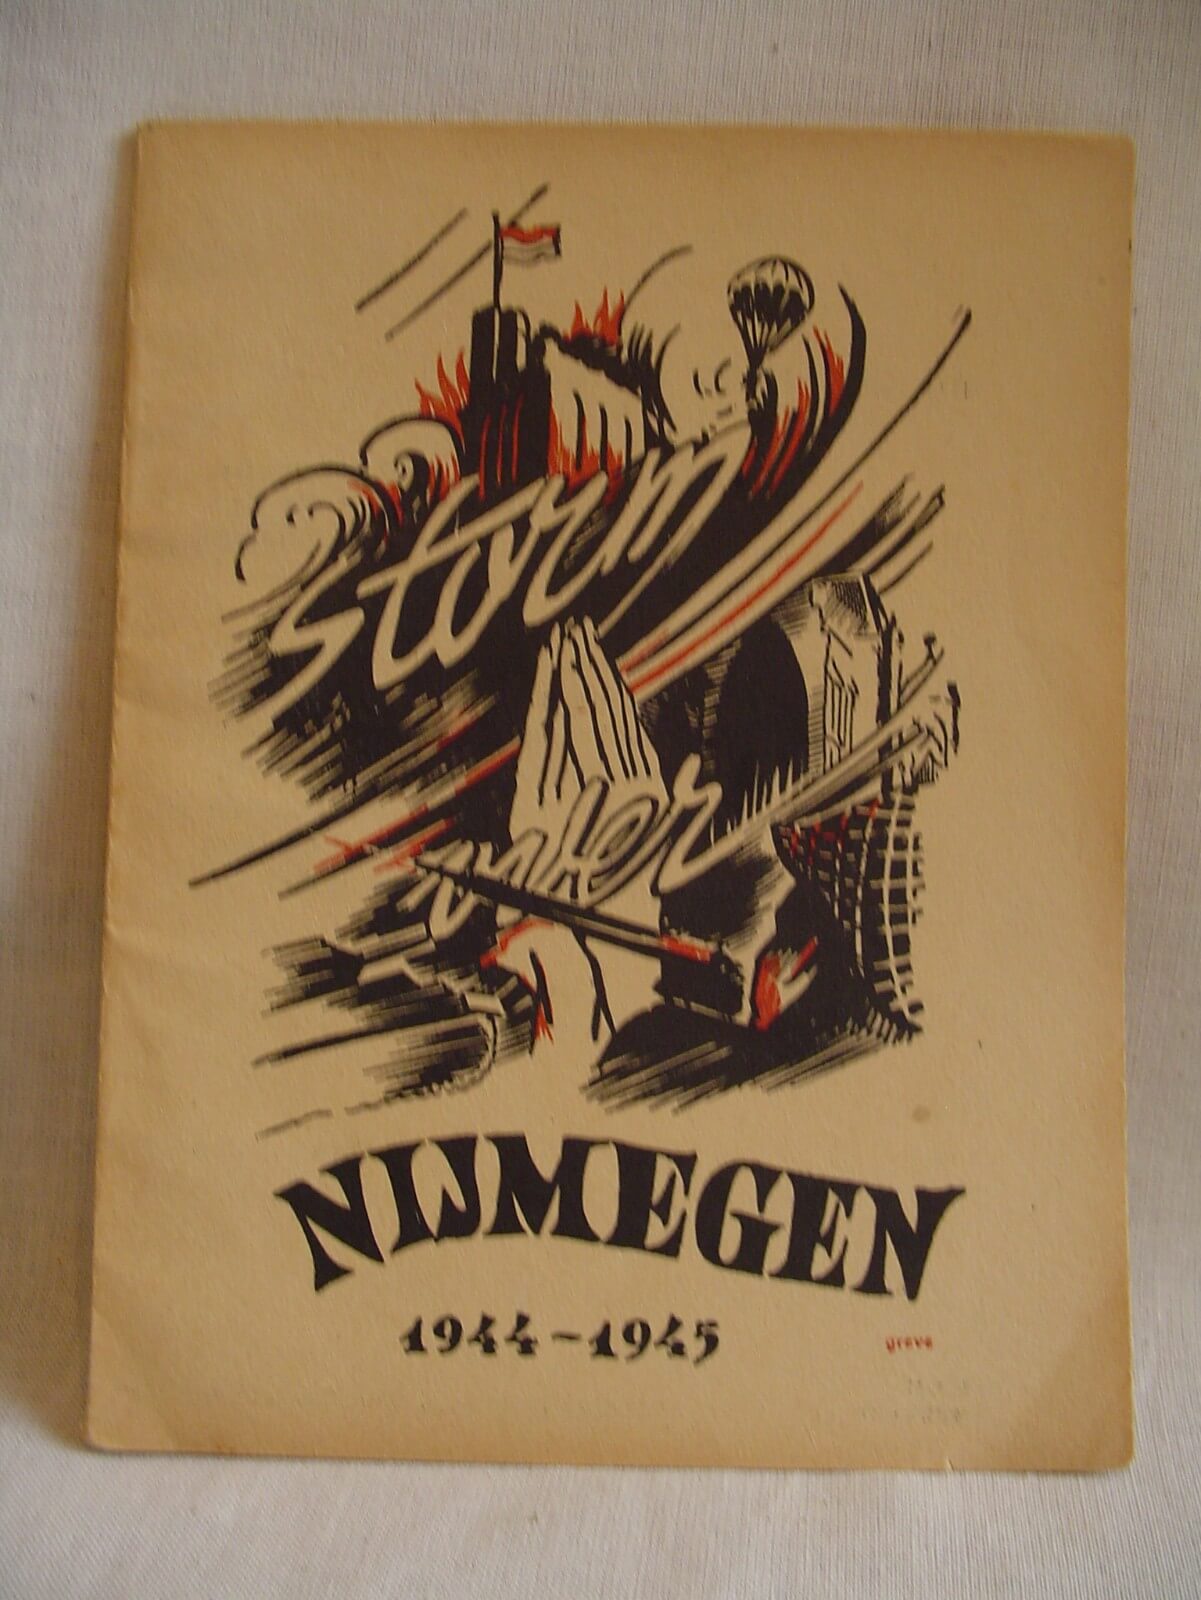 Storm
over
NIJMEGEN
1944-1945
greve